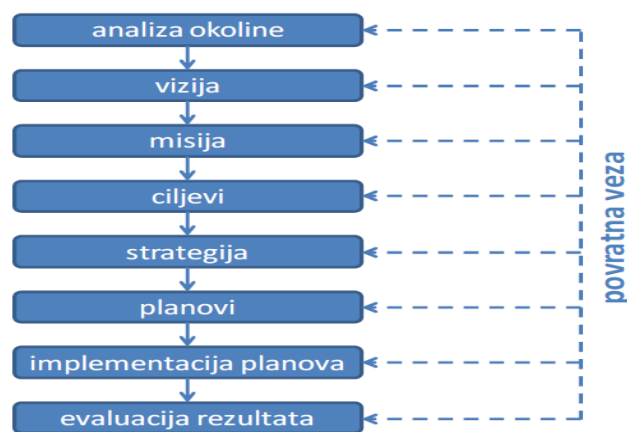 analiza okoline
vizija
misija
ciljevi
strategija
planovi
implementacija planova
evaluacija rezultata
povratna veza